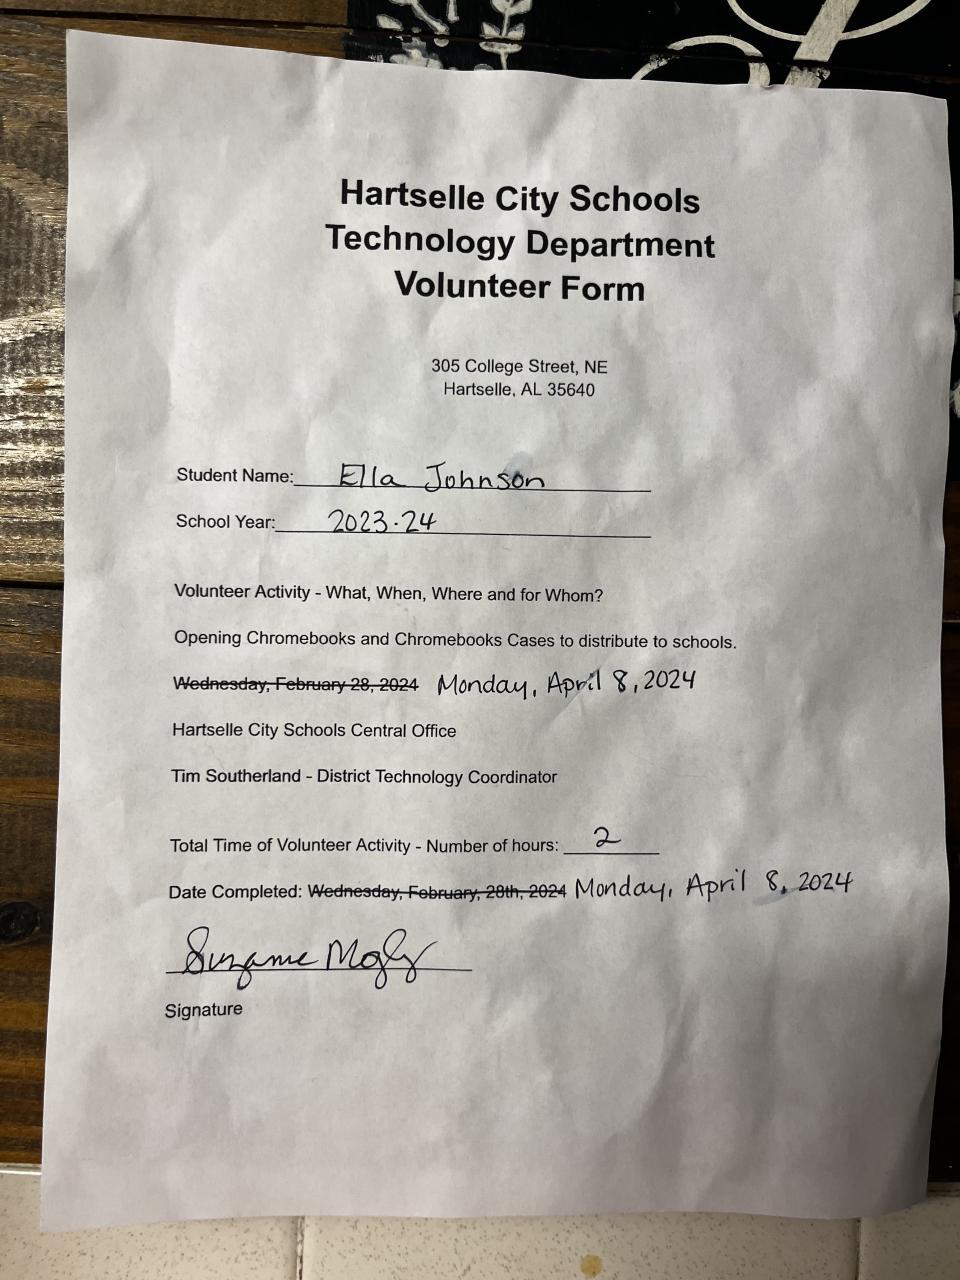 Hartselle City Schools
Technology Department
Volunteer Form
305 College Street, NE
Hartselle, AL 35640
Student Name: Ella Johnson
School Year: 2023-24
Volunteer Activity - What, When, Where and for Whom?
Opening Chromebooks and Chromebooks Cases to distribute to schools.
Wednesday, February 28, 2024 Monday, April 8, 2024
Hartselle City Schools Central Office
Tim Southerland - District Technology Coordinator
Total Time of Volunteer Activity - Number of hours: 2
Date Completed: Wednesday, February, 28th, 2024 Monday, April 8, 2024
Signature